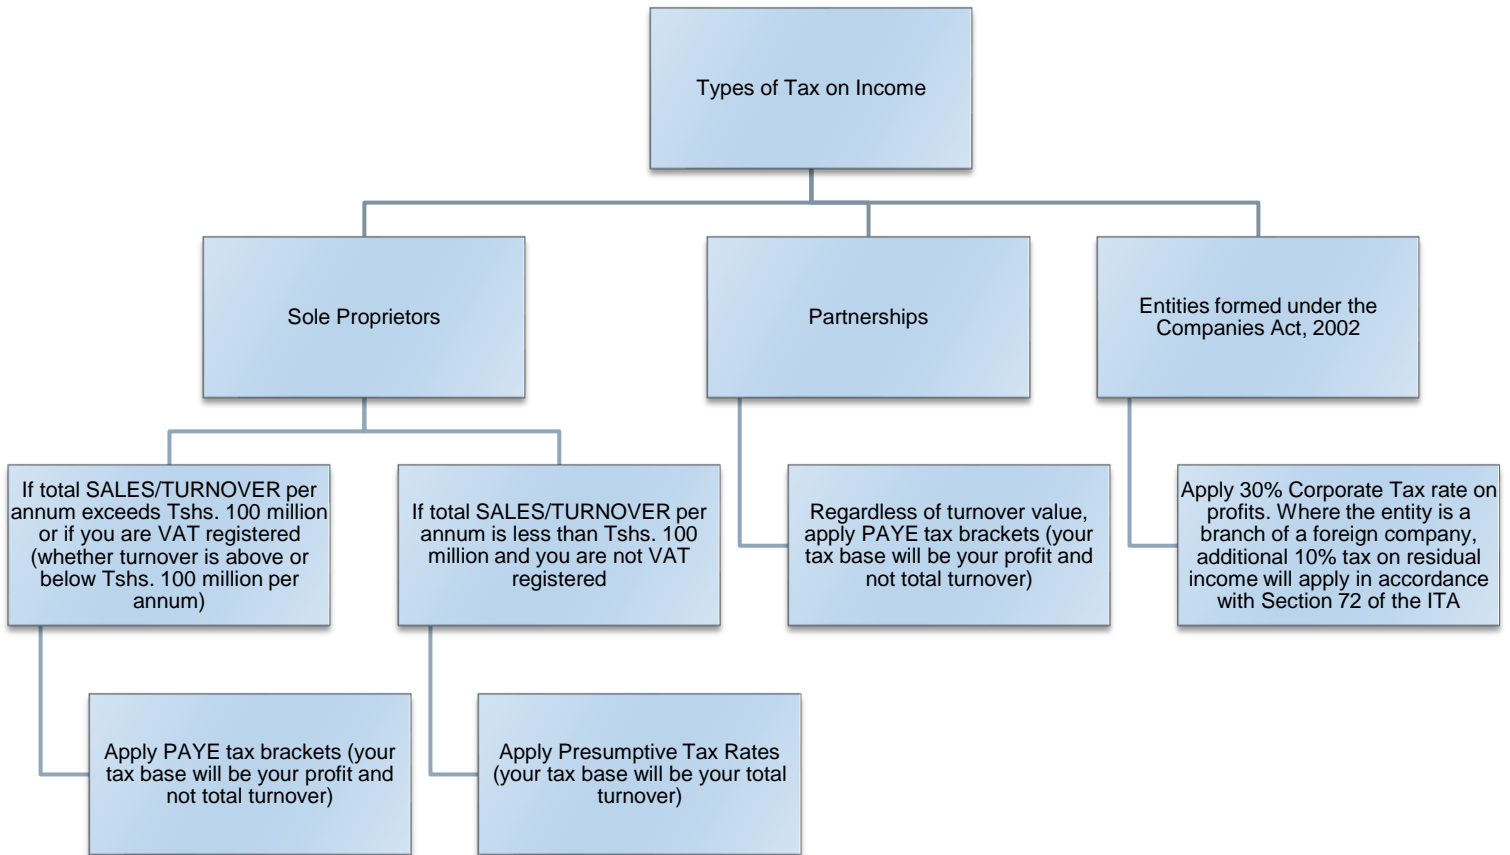 Types of Tax on Income
Sole Proprietors
Partnerships
Entities formed under the
Companies Act, 2002
If total SALES/TURNOVER per
annum exceeds Tshs. 100 million
or if you are VAT registered
(whether turnover is above or
below Tshs. 100 million per
annum)
If total SALES/TURNOVER per
annum is less than Tshs. 100
million and you are not VAT
registered
Regardless of turnover value,
apply PAYE tax brackets (your
tax base will be your profit and
not total turnover)
Apply 30% Corporate Tax rate on
profits. Where the entity is a
branch of a foreign company,
additional 10% tax on residual
income will apply in accordance
with Section 72 of the ITA
Apply PAYE tax brackets (your
tax base will be your profit and
not total turnover)
Apply Presumptive Tax Rates
(your tax base will be your total
turnover)